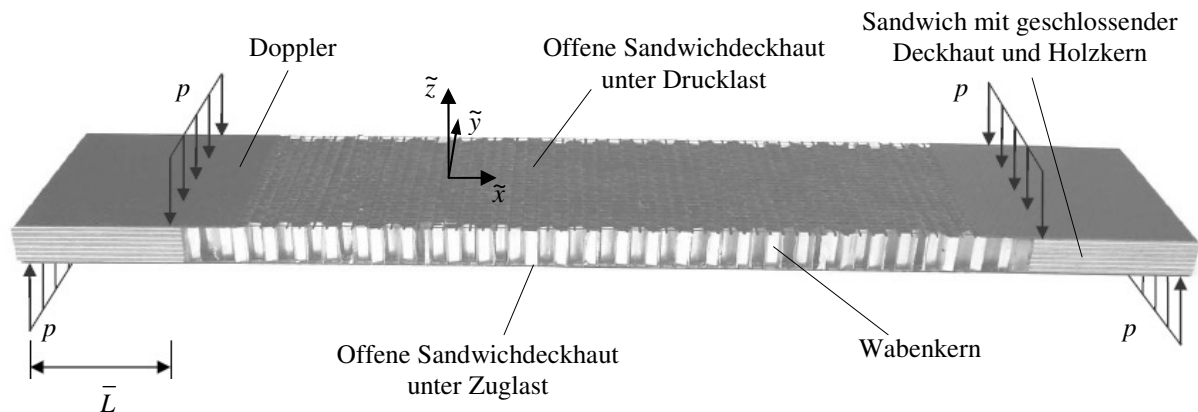 Sandwich mit geschlossender
Deckhaut und Holzkern
Doppler
Offene Sandwichdeckhaut
unter Drucklast
p
p
z̃
ỹ
x̃
p
p
Offene Sandwichdeckhaut
unter Zuglast
Wabenkern
L̄